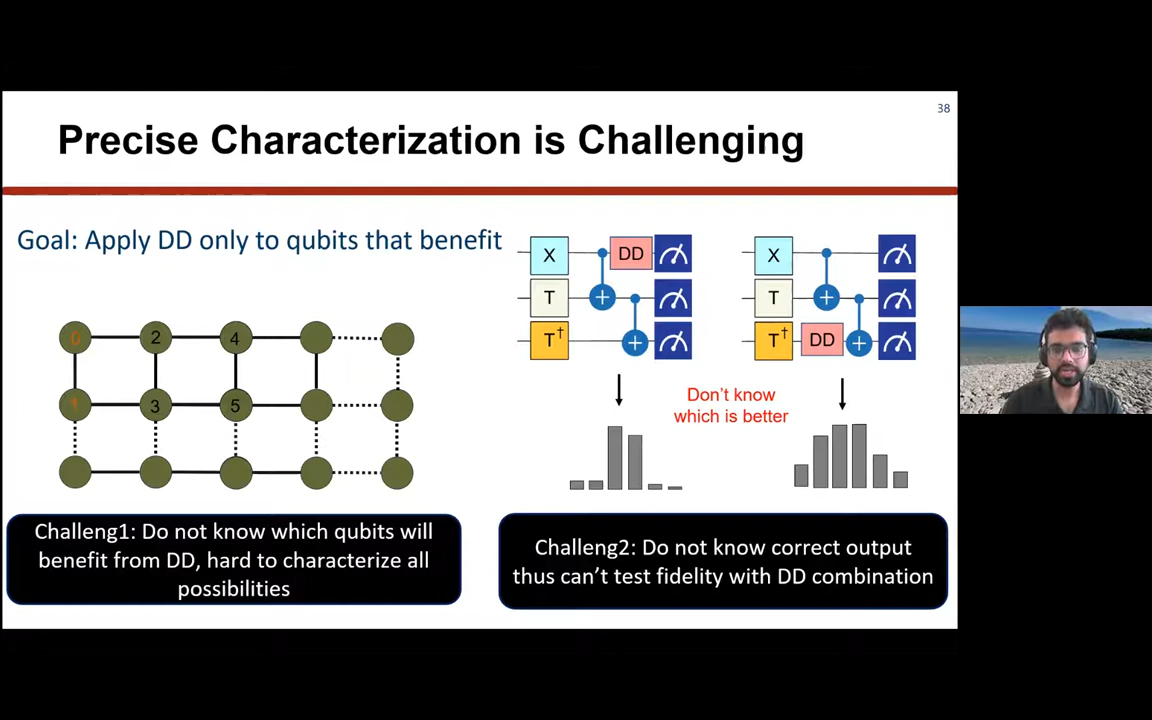 38
Precise Characterization is Challenging
Goal: Apply DD only to qubits that benefit
0
2
4
1
3
5
X
DD
T
T†
X
T
T†
DD
Don't know
which is better
Challeng1: Do not know which qubits will
benefit from DD, hard to characterize all
possibilities
Challeng2: Do not know correct output
thus can't test fidelity with DD combination